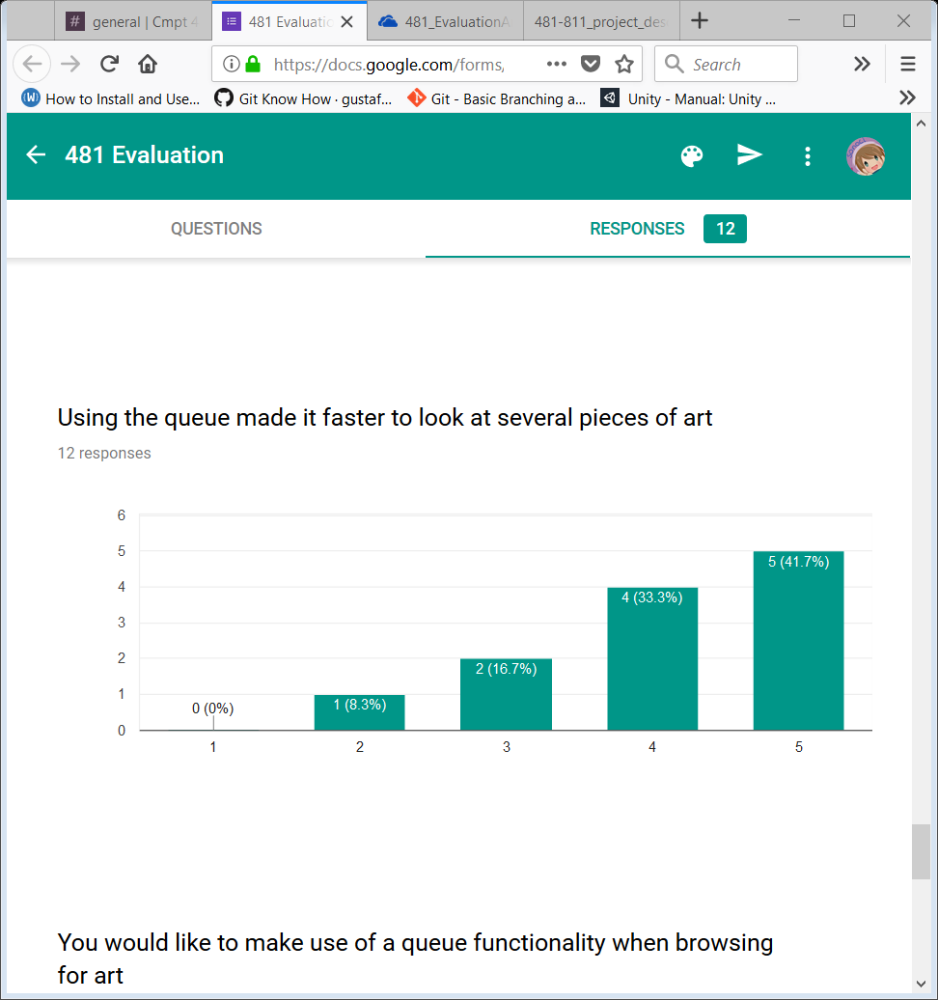 # general | Cmpt 4
481 Evaluatio
481_EvaluationA
481-811_project_des
https://docs.google.com/forms,
Search
How to Install and Use...
Git Know How · gustaf...
Git - Basic Branching a...
Unity - Manual: Unity ...
481 Evaluation
QUESTIONS
RESPONSES 12
Using the queue made it faster to look at several pieces of art
12 responses
6
5
4
3
2
1
0
0 (0%)
1 (8.3%)
2 (16.7%)
4 (33.3%)
5 (41.7%)
1 2 3 4 5
You would like to make use of a queue functionality when browsing
for art